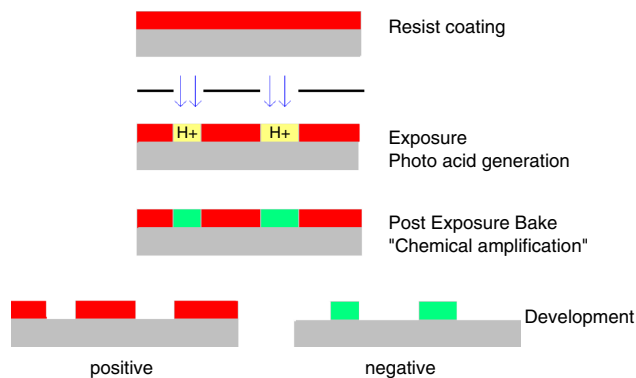 Resist coating
H+ H+
Exposure
Photo acid generation
Post Exposure Bake
"Chemical amplification"
Development
positive negative